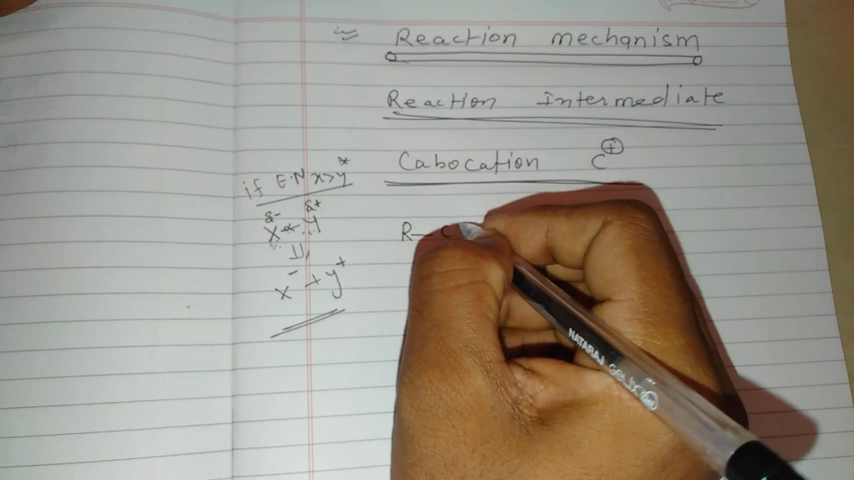 Reaction mechanism
Reaction Intermediate
Cabocation C⊕
if E.N x>y*
δ- δ+
X Y
X⁻ + Y⁺
R—C
NATARAJ